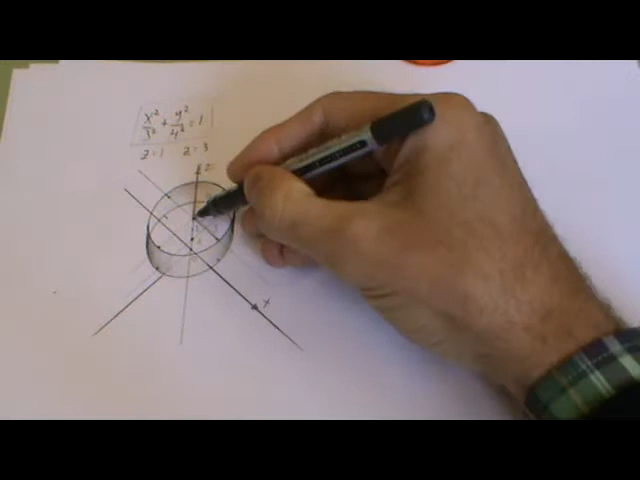 x²/3² + y²/4² = 1
z=1 z=3
z
x